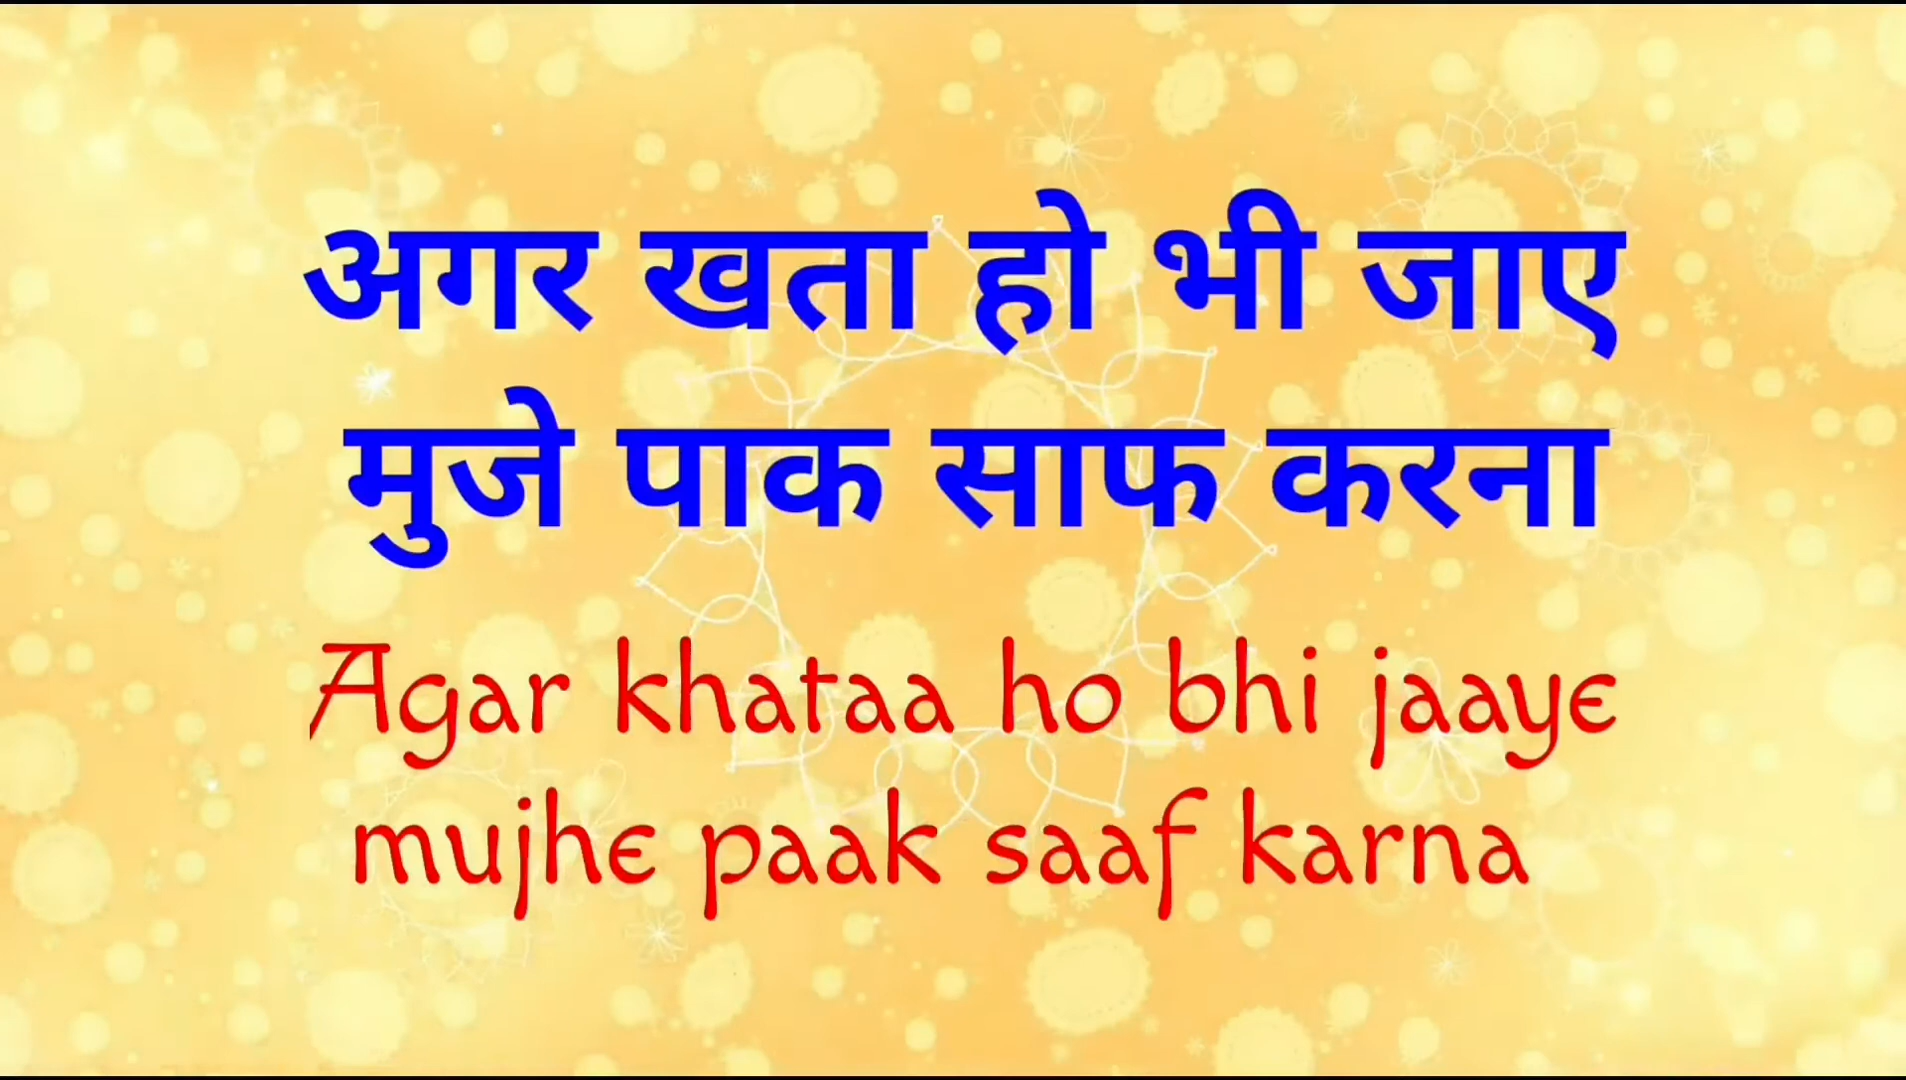 अगर खता हो भी जाए
मुजे पाक साफ करना
Agar khataa ho bhi jaaye
mujhe paak saaf karna